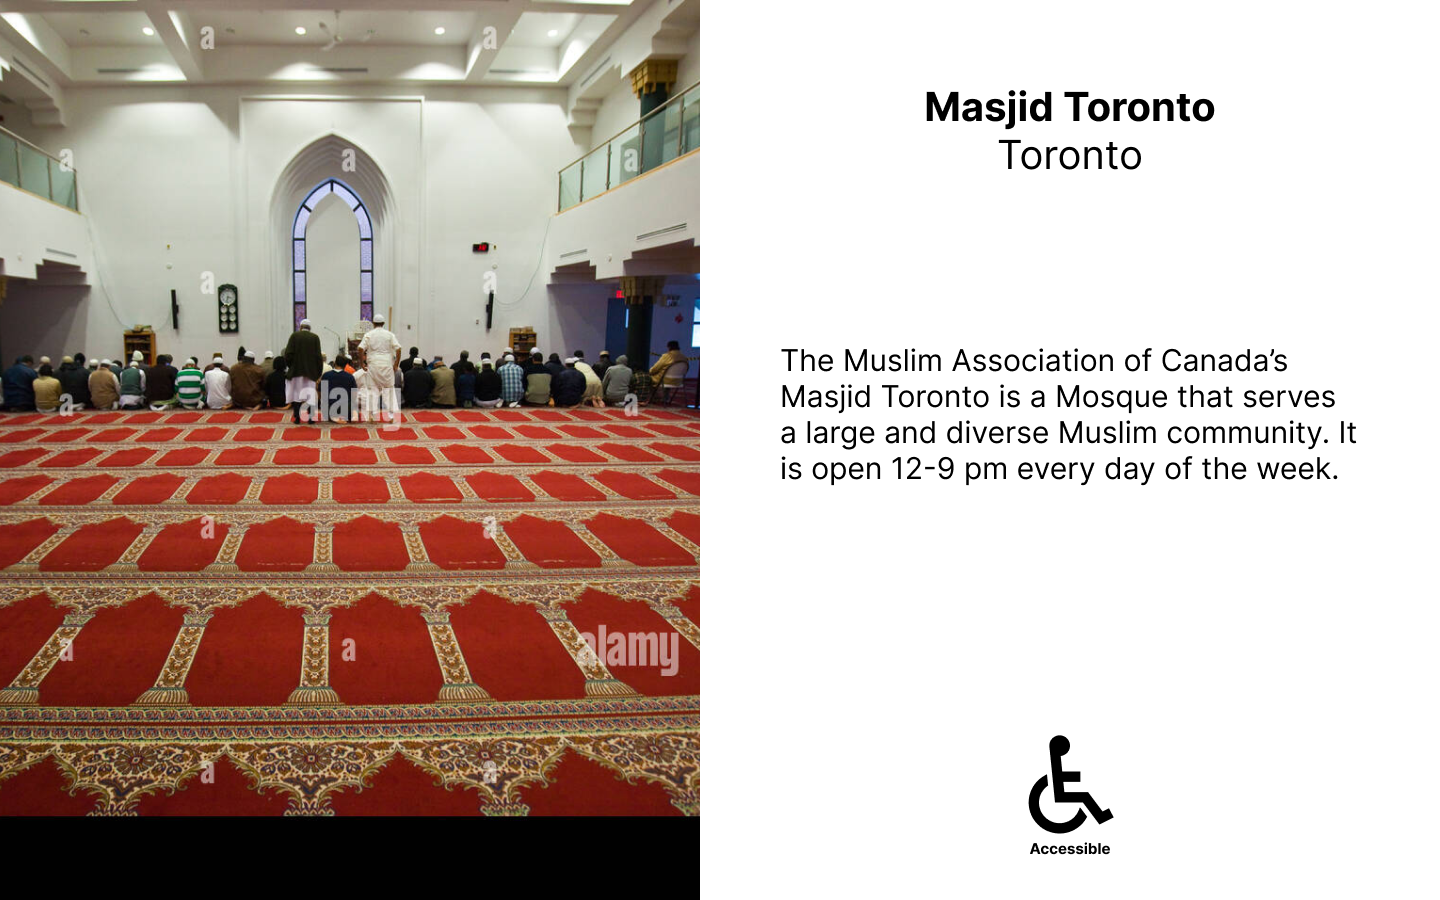 Masjid Toronto
Toronto
The Muslim Association of Canada’s
Masjid Toronto is a Mosque that serves
a large and diverse Muslim community. It
is open 12-9 pm every day of the week.
Accessible
a a
a a a
a a
alamy
a
a a
a alamy
a
a a